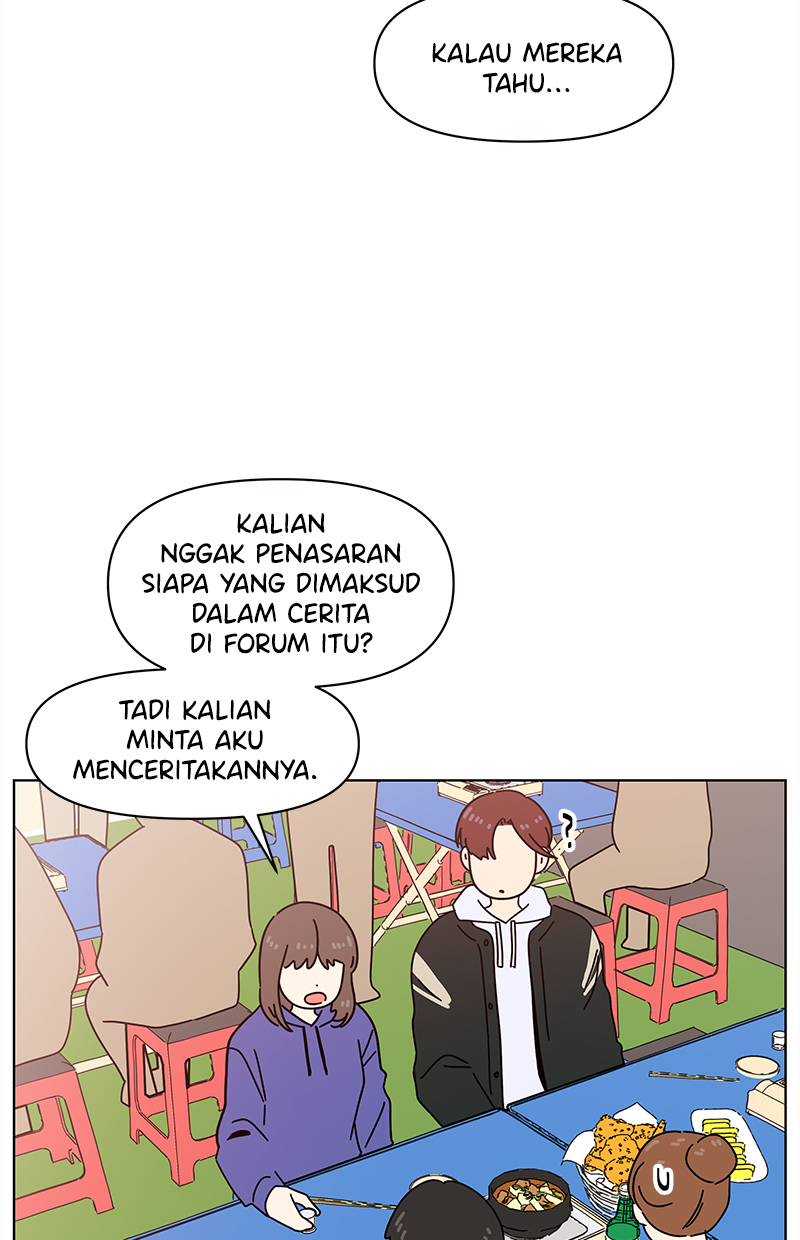 KALAU MEREKA
TAHU...
KALIAN
NGGAK PENASARAN
SIAPA YANG DIMAKSUD
DALAM CERITA
DI FORUM ITU?
TADI KALIAN
MINTA AKU
MENCERITAKANNYA.
?